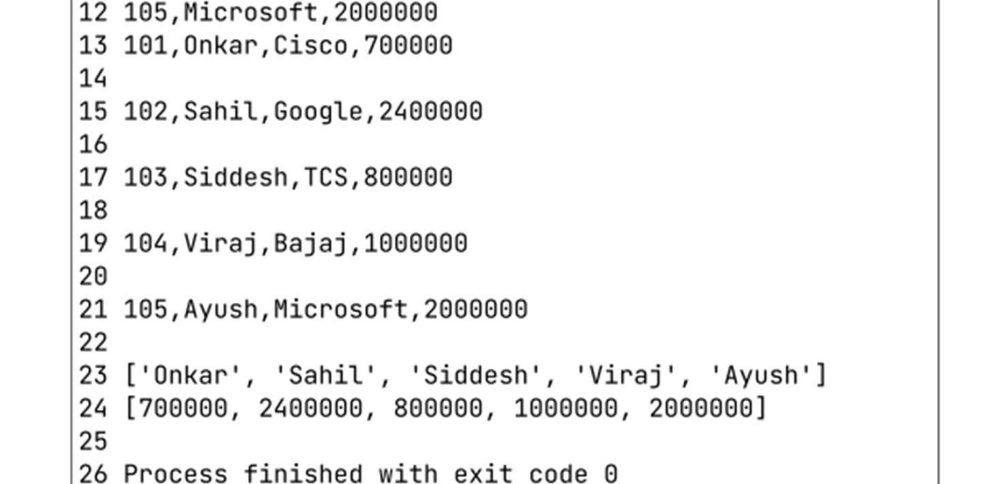 12 105,Microsoft,2000000
13 101,Onkar,Cisco,700000
14
15 102,Sahil,Google,2400000
16
17 103,Siddesh,TCS,800000
18
19 104,Viraj,Bajaj,1000000
20
21 105,Ayush,Microsoft,2000000
22
23 ['Onkar', 'Sahil', 'Siddesh', 'Viraj', 'Ayush']
24 [700000, 2400000, 800000, 1000000, 2000000]
25
26 Process finished with exit code 0